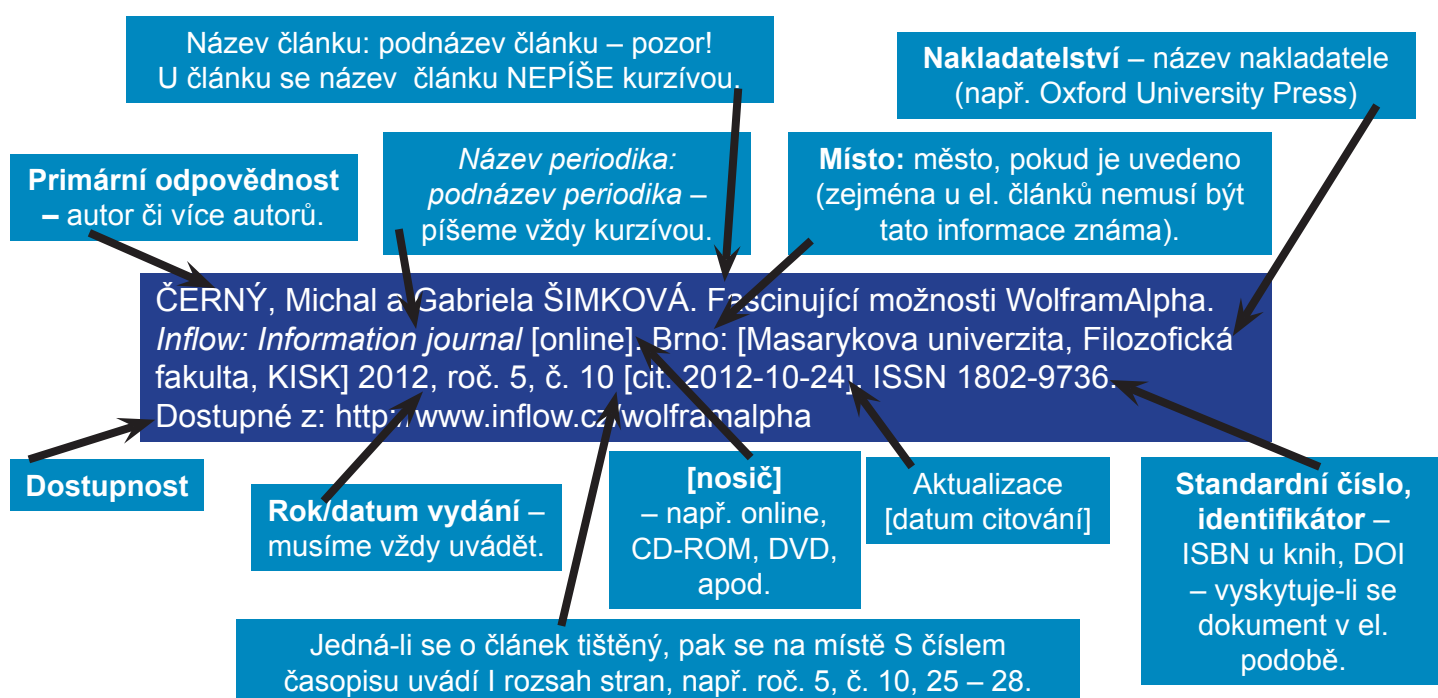 Název článku: podnázev článku – pozor!
U článku se název článku NEPÍŠE kurzívou.
Nakladatelství – název nakladatele
(např. Oxford University Press)
Primární odpovědnost
– autor či více autorů.
Název periodika:
podnázev periodika –
píšeme vždy kurzívou.
Místo: město, pokud je uvedeno
(zejména u el. článků nemusí být
tato informace známa).
ČERNÝ, Michal a Gabriela ŠIMKOVÁ. Fascinující možnosti WolframAlpha.
Inflow: Information journal [online]. Brno: [Masarykova univerzita, Filozofická
fakulta, KISK] 2012, roč. 5, č. 10 [cit. 2012-10-24]. ISSN 1802-9736.
Dostupné z: http://www.inflow.cz/wolframalpha
Dostupnost
Rok/datum vydání –
musíme vždy uvádět.
[nosič]
– např. online,
CD-ROM, DVD,
apod.
Aktualizace
[datum citování]
Standardní číslo,
identifikátor –
ISBN u knih, DOI
– vyskytuje-li se
dokument v el.
podobě.
Jedná-li se o článek tištěný, pak se na místě S číslem
časopisu uvádí I rozsah stran, např. roč. 5, č. 10, 25 – 28.